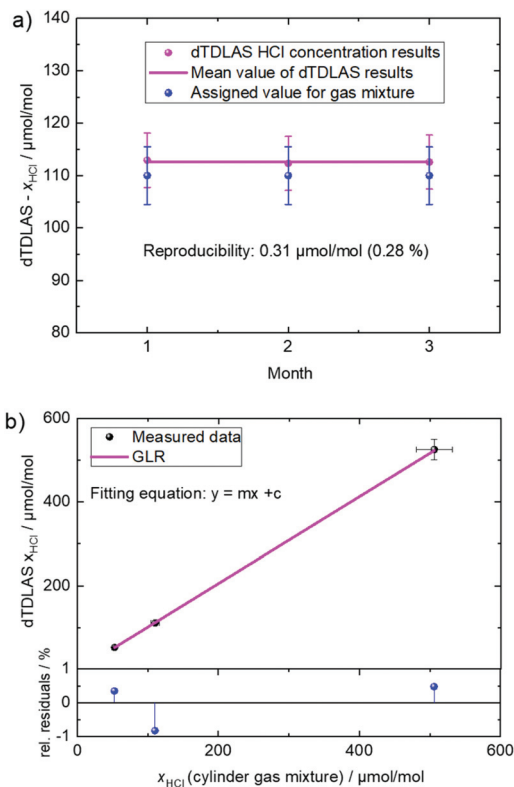 a)
140
130
120
110
100
90
80
dTDLAS - xHCl / µmol/mol
dTDLAS HCl concentration results
Mean value of dTDLAS results
Assigned value for gas mixture
Reproducibility: 0.31 µmol/mol (0.28 %)
1 2 3
Month
b)
600
400
200
dTDLAS xHCl / µmol/mol
Measured data
GLR
Fitting equation: y = mx +c
1
0
-1
rel. residuals / %
0 200 400 600
xHCl (cylinder gas mixture) / µmol/mol